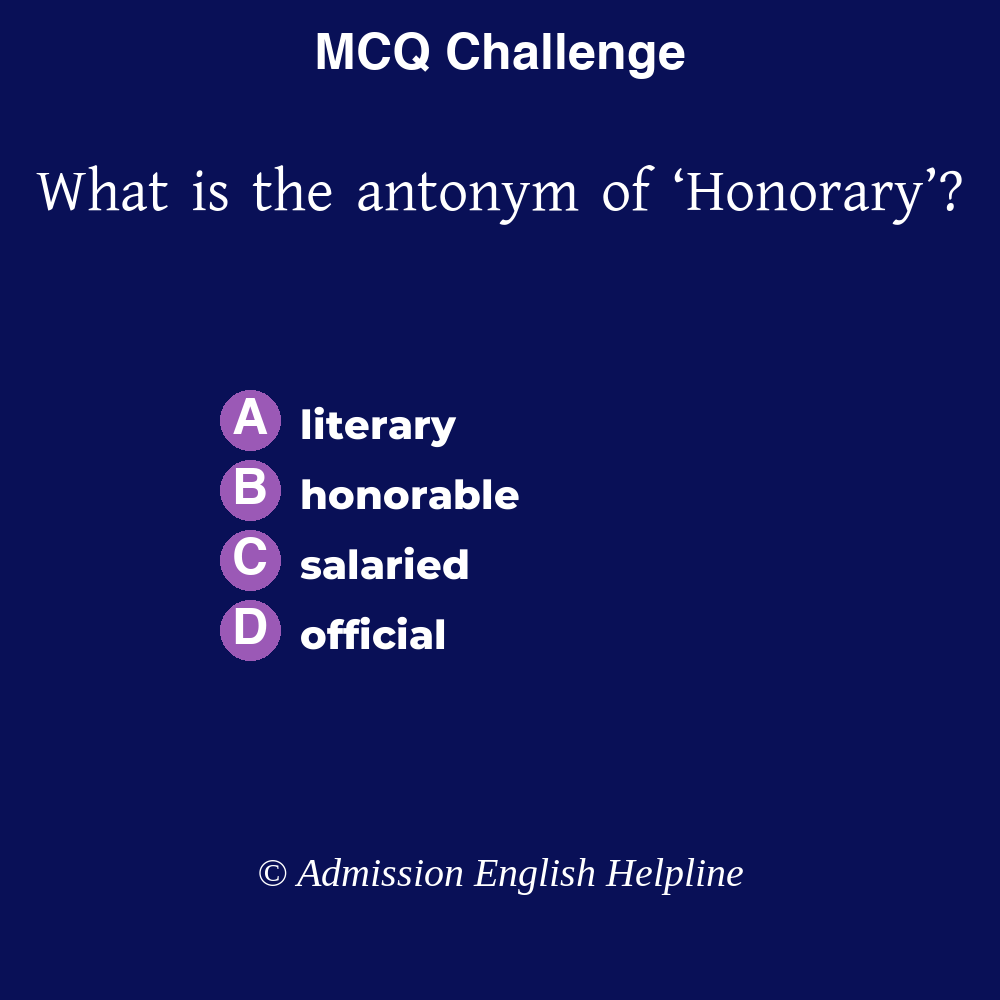 MCQ Challenge
What is the antonym of ‘Honorary’?
A literary
B honorable
C salaried
D official
© Admission English Helpline